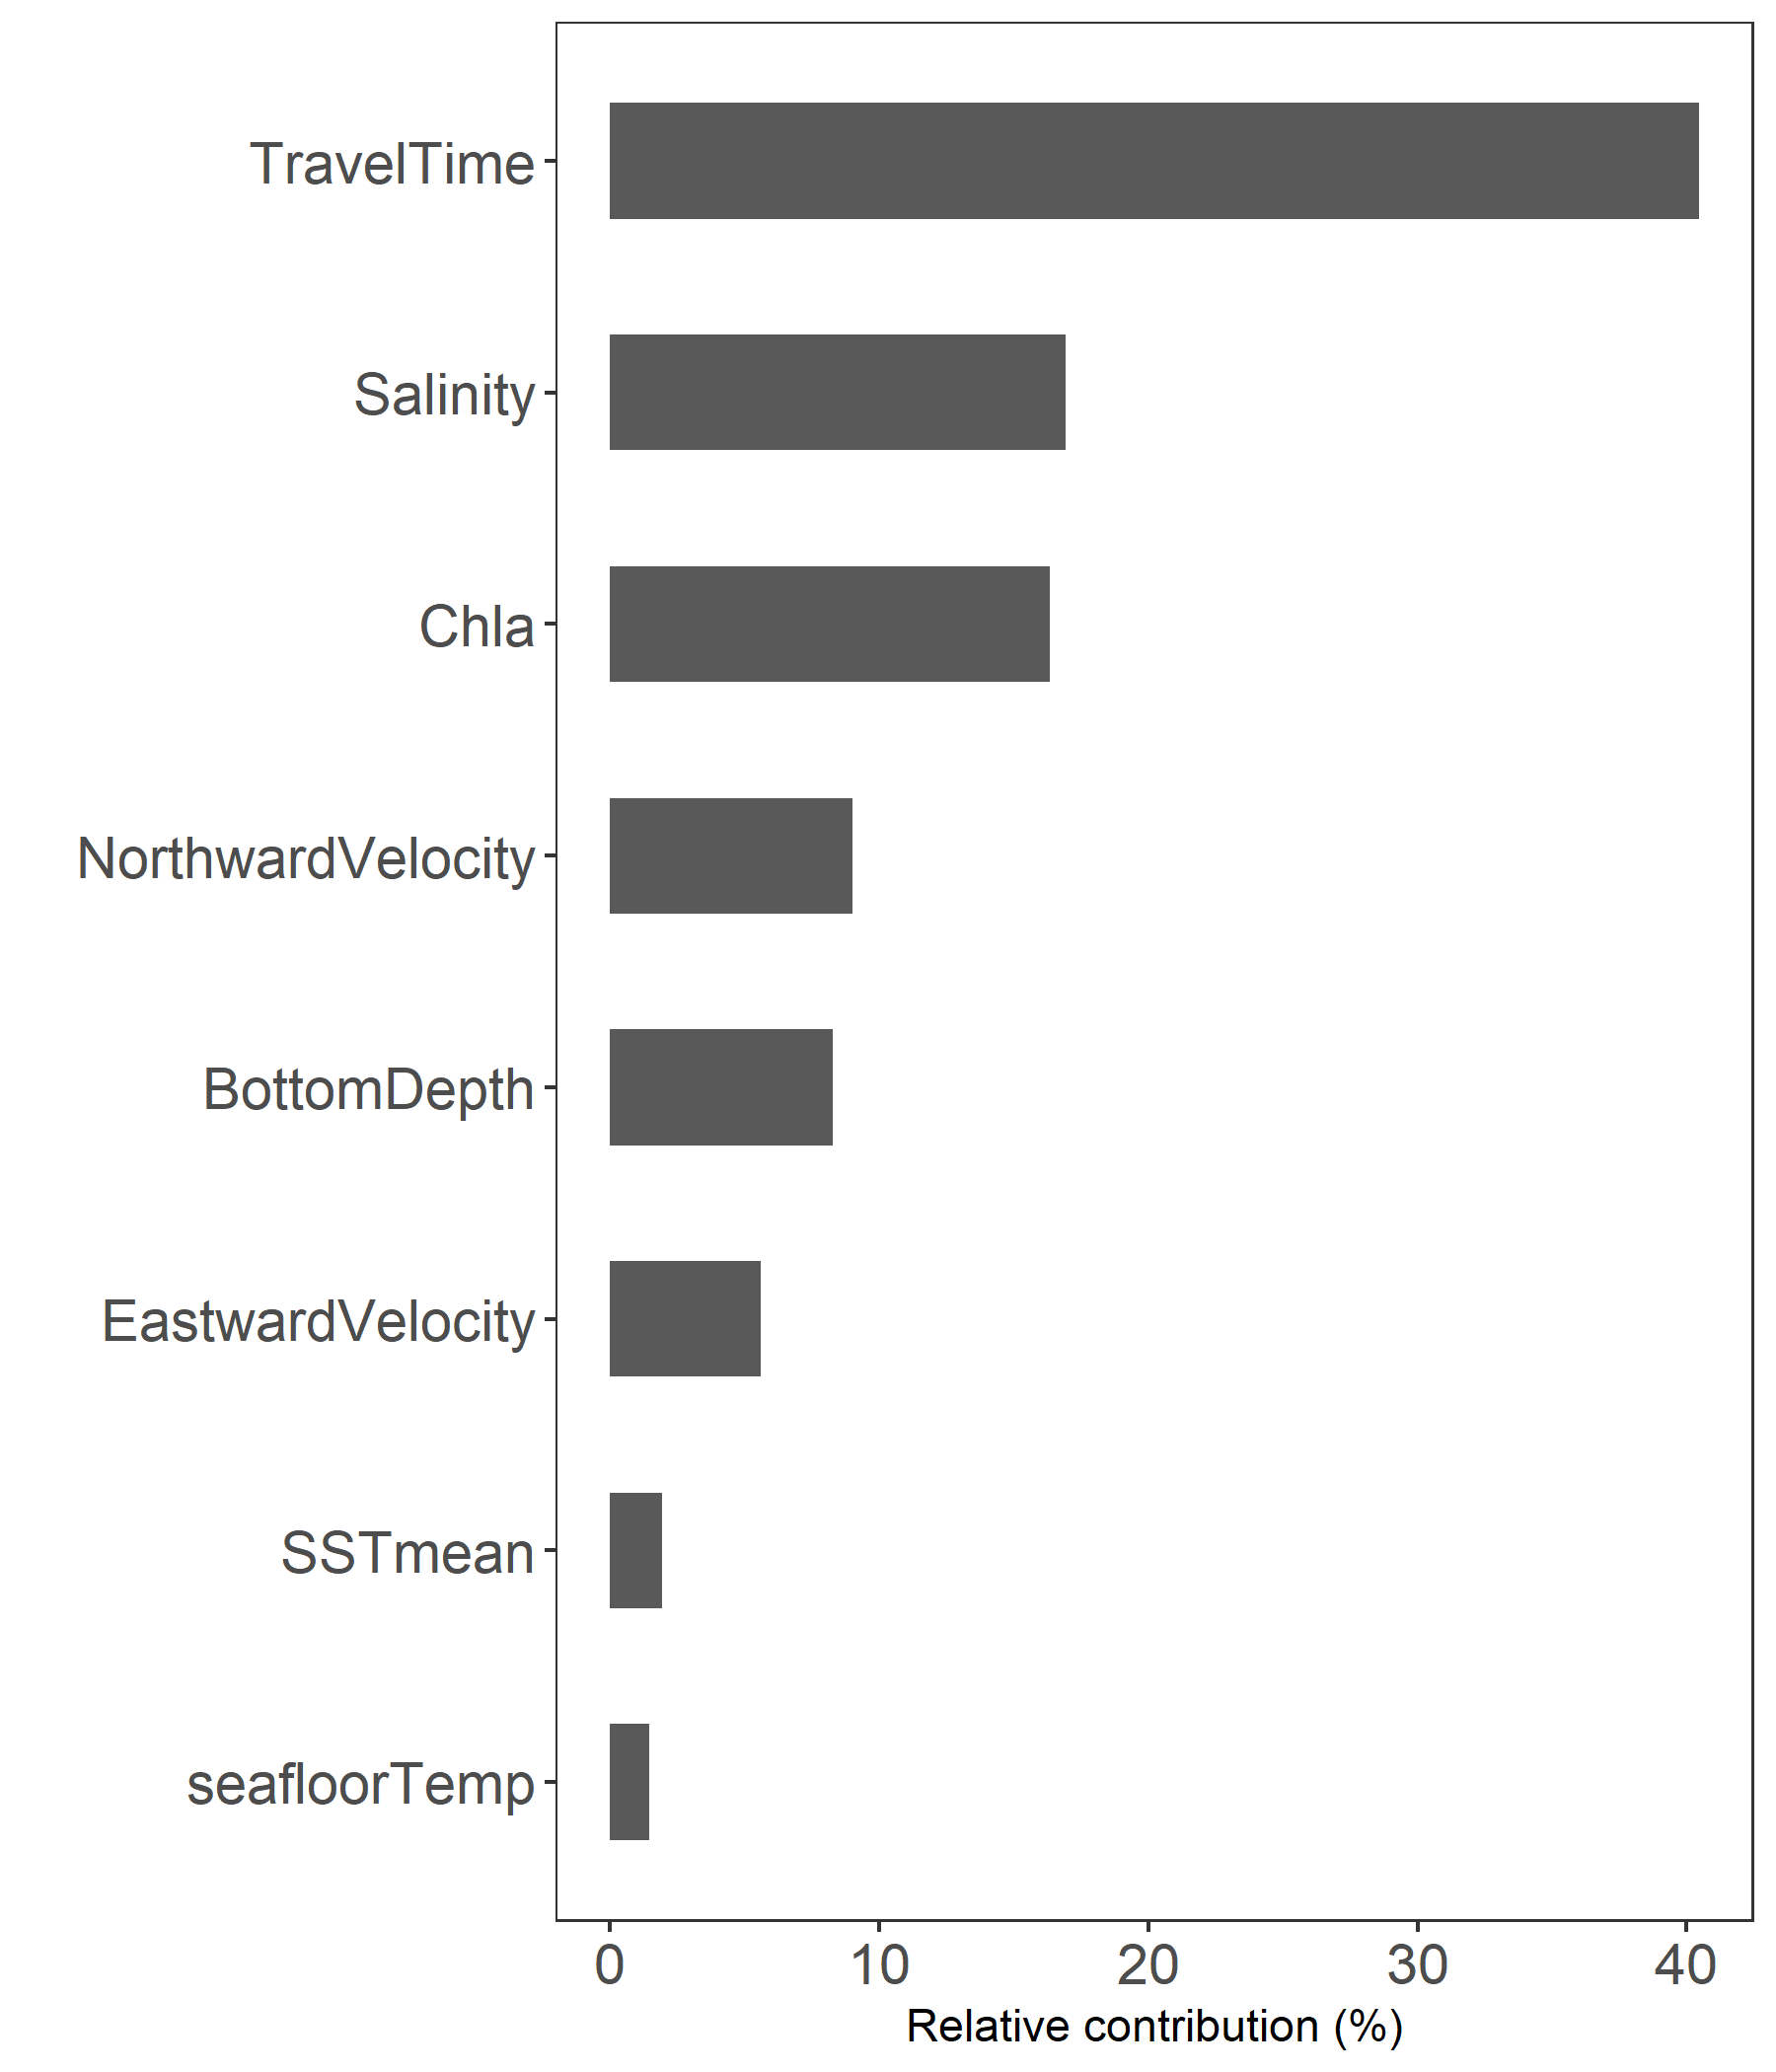 TravelTime
Salinity
Chla
NorthwardVelocity
BottomDepth
EastwardVelocity
SSTmean
seafloorTemp
0 10 20 30 40
Relative contribution (%)